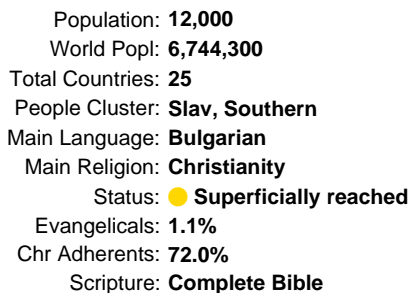 Population: 12,000
World Popl: 6,744,300
Total Countries: 25
People Cluster: Slav, Southern
Main Language: Bulgarian
Main Religion: Christianity
Status: Superficially reached
Evangelicals: 1.1%
Chr Adherents: 72.0%
Scripture: Complete Bible